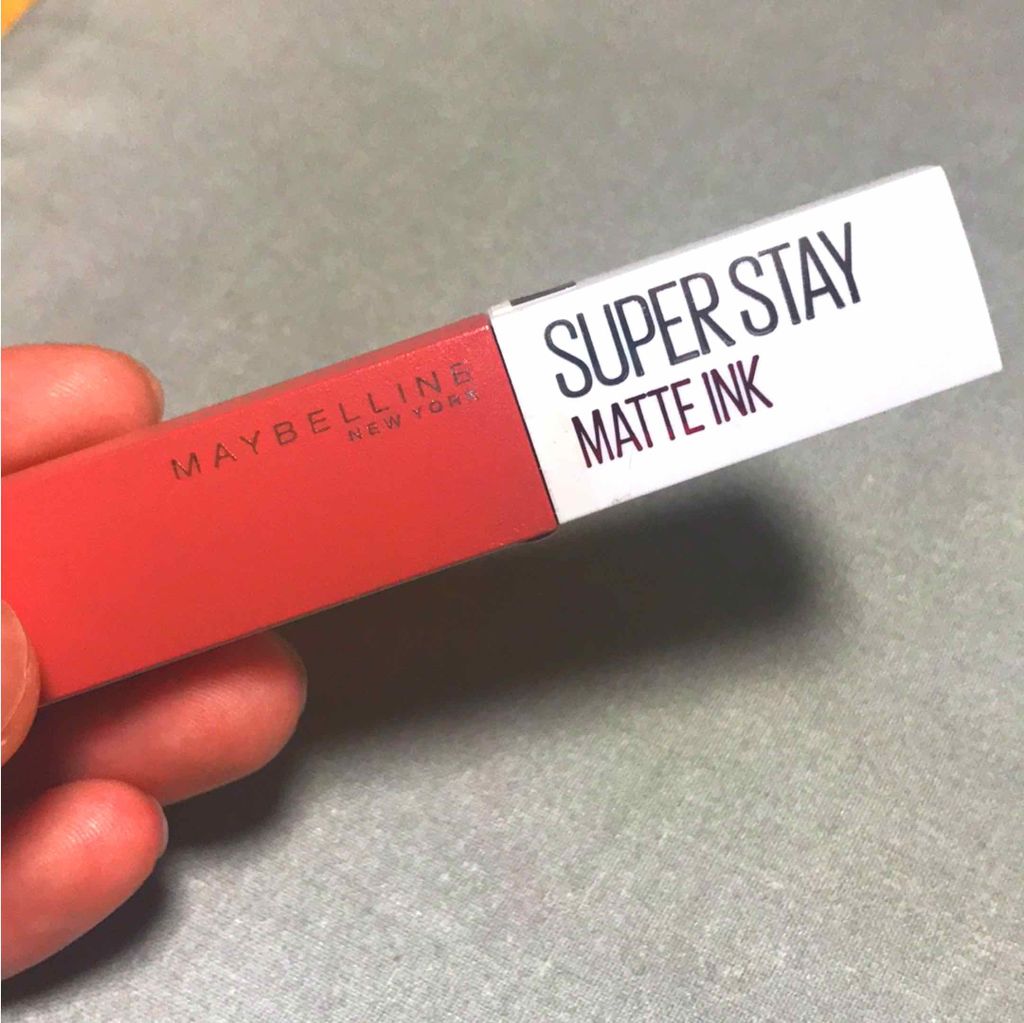 MAYBELLINE
NEW YORK
SUPER STAY
MATTE INK